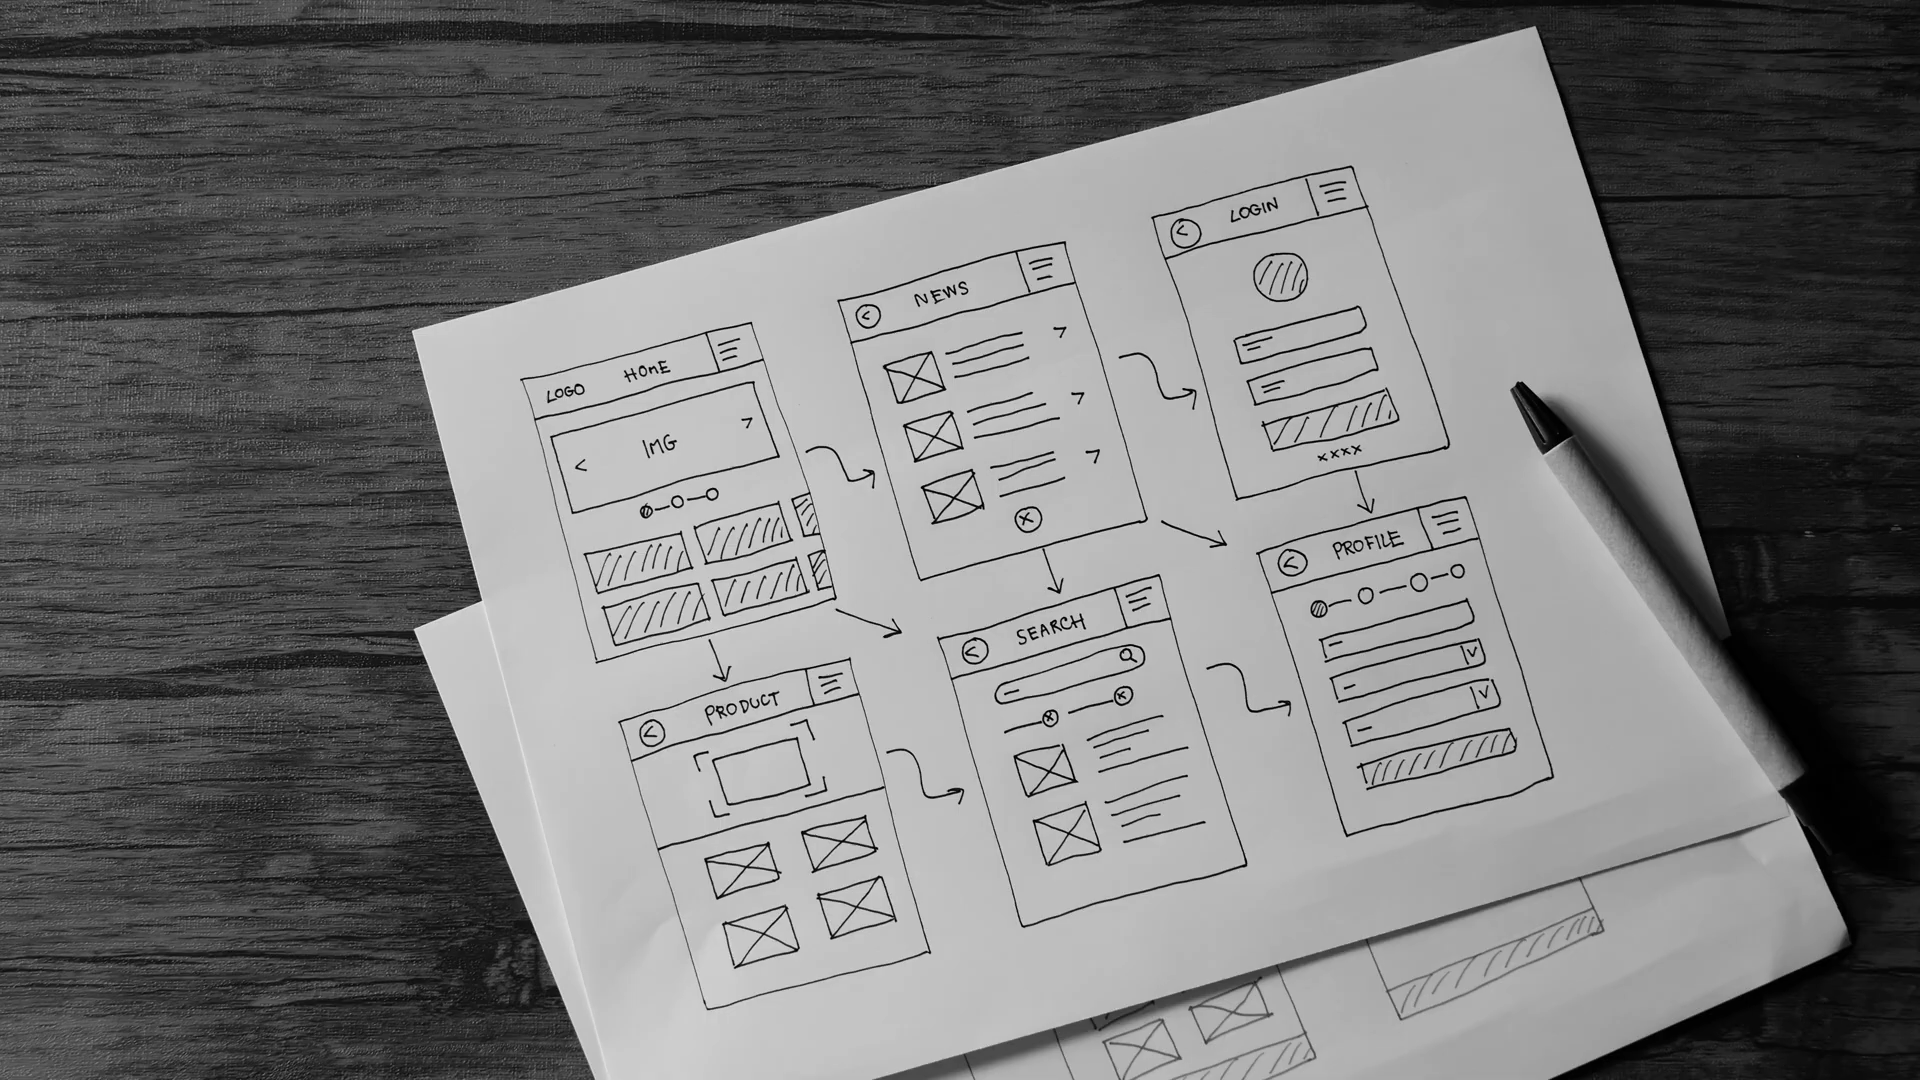 LOGO HOME
IMG
NEWS
LOGIN
xxxx
PRODUCT
SEARCH
PROFILE